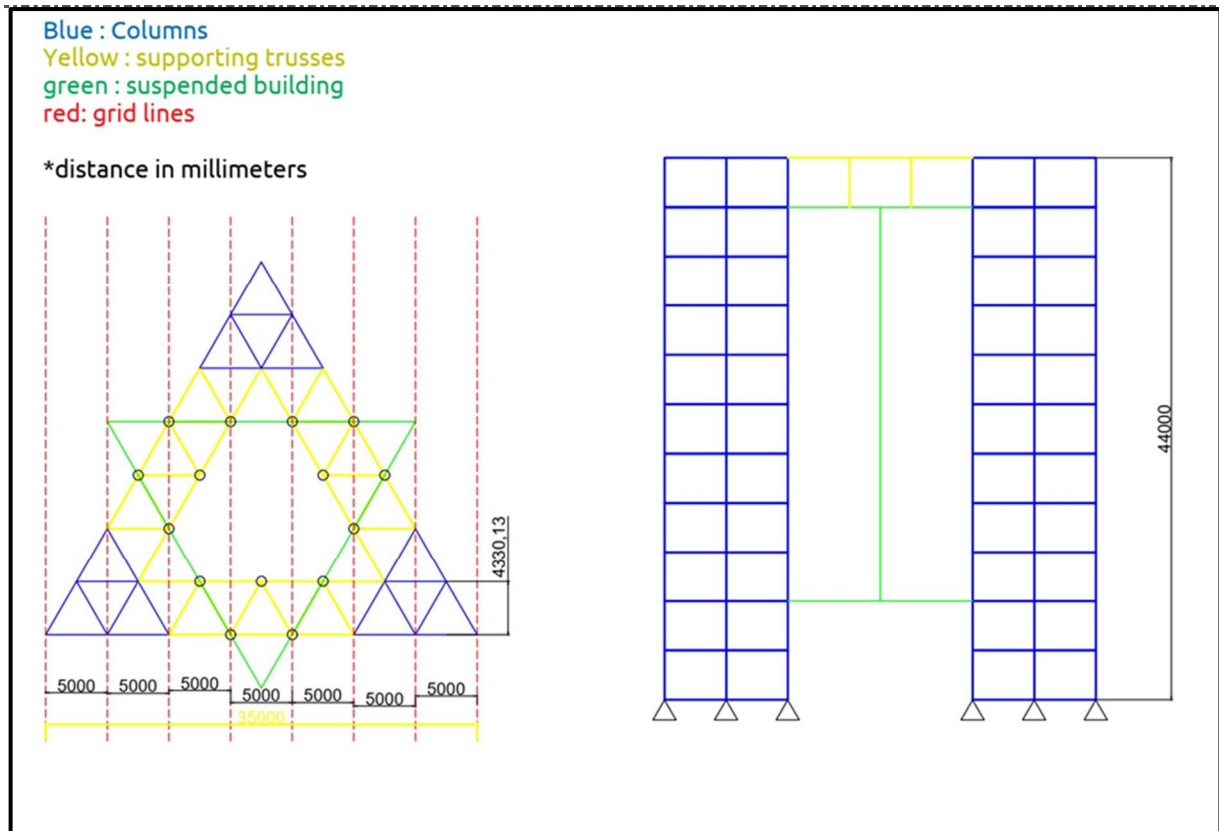 Blue : Columns
Yellow : supporting trusses
green : suspended building
red: grid lines
*distance in millimeters
4330,13
5000
5000
5000
5000
5000
5000
5000
35000
44000